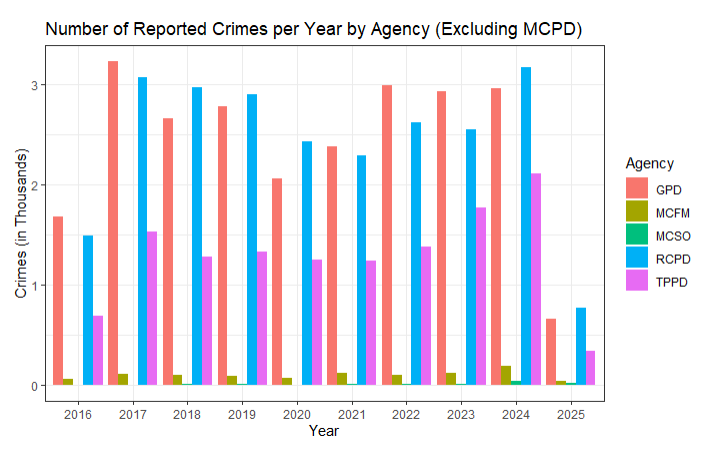 Number of Reported Crimes per Year by Agency (Excluding MCPD)
Crimes (in Thousands)
3
2
1
0
2016 2017 2018 2019 2020 2021 2022 2023 2024 2025
Year
Agency
GPD
MCFM
MCSO
RCPD
TPPD